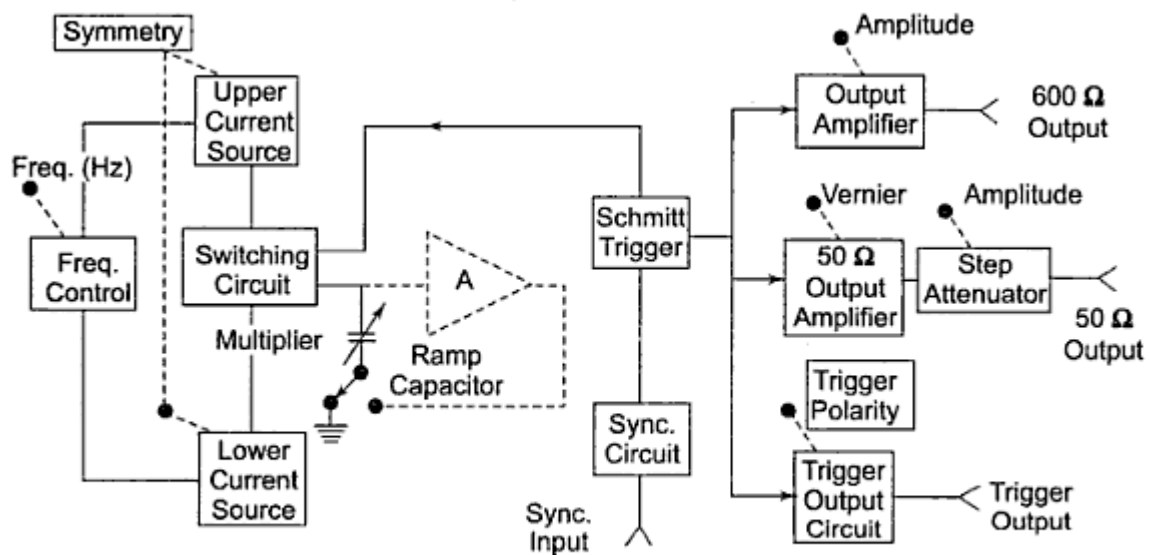 Symmetry
Upper
Current
Source
Freq. (Hz)
Freq.
Control
Switching
Circuit
Multiplier
A
Ramp
Capacitor
Lower
Current
Source
Schmitt
Trigger
Sync.
Circuit
Sync.
Input
Amplitude
Output
Amplifier
600 Ω
Output
Vernier
50 Ω
Output
Amplifier
Amplitude
Step
Attenuator
50 Ω
Output
Trigger
Polarity
Trigger
Output
Circuit
Trigger
Output